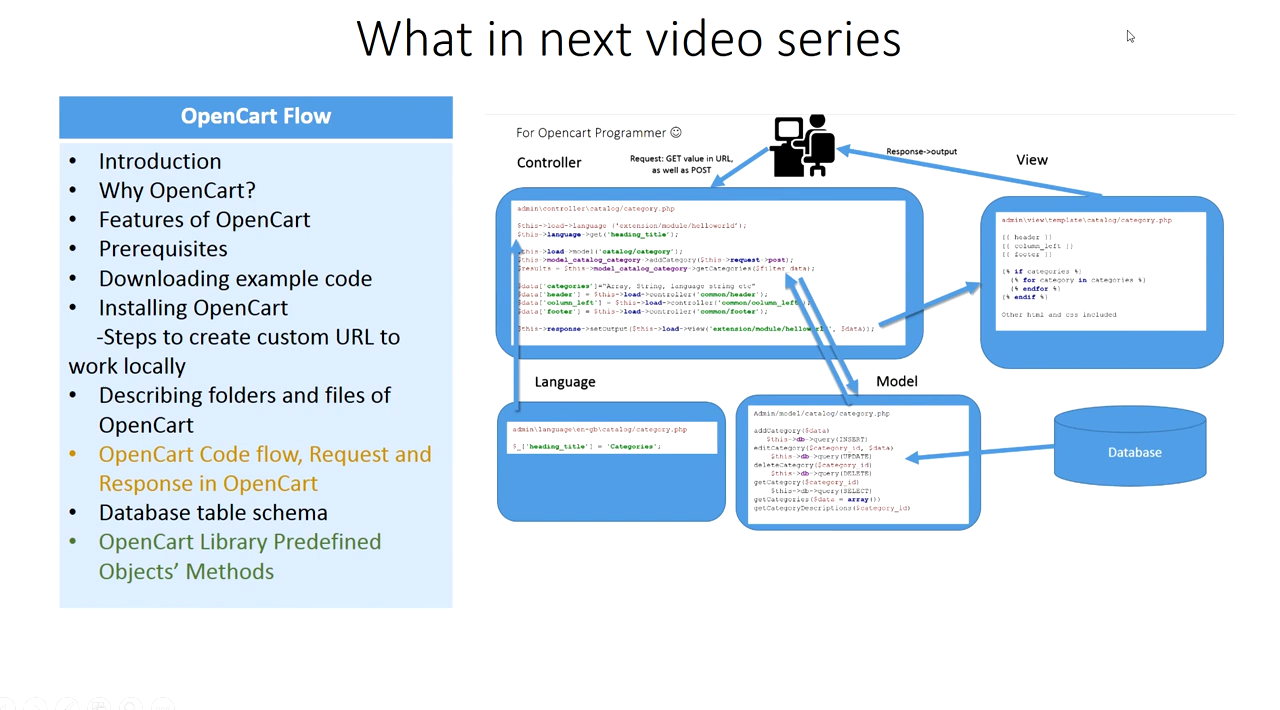 What in next video series
OpenCart Flow
• Introduction
• Why OpenCart?
• Features of OpenCart
• Prerequisites
• Downloading example code
• Installing OpenCart
-Steps to create custom URL to
work locally
• Describing folders and files of
OpenCart
• OpenCart Code flow, Request and
Response in OpenCart
• Database table schema
• OpenCart Library Predefined
Objects' Methods
For Opencart Programmer ☺
Controller
Request: GET value in URL,
as well as POST
Response->output
View
admin\controller\catalog/category.php
$this->load->language ('extension/module/helloworld');
$this->language->get('heading_title');
$this->load->model('catalog/category');
$this->model_catalog_category->addCategory($this->request->post);
$results = $this->model_catalog_category->getCategories($filter_data);
$data['categories']="Array, String, language string etc"
$data['header'] = $this->load->controller('common/header');
$data['column_left'] = $this->load->controller('common/column_left');
$data['footer'] = $this->load->controller('common/footer');
$this->response->setOutput($this->load->view('extension/module/hellowor', $data));
admin\view\template\catalog/category.php
{{ header }}
{{ column_left }}
{{ footer }}
{% if categories %}
{% for category in categories %}
{% endfor %}
{% endif %}
Other html and css included
Language
admin\language\en-gb\catalog/category.php
$_['heading_title'] = 'Categories';
Model
Admin/model/catalog/category.php
addCategory($data)
$this->db->query(INSERT)
editCategory($category_id, $data)
$this->db->query(UPDATE)
deleteCategory($category_id)
$this->db->query(DELETE)
getCategory($category_id)
$this->db->query(SELECT)
getCategories($data = array())
getCategoryDescriptions($category_id)
Database